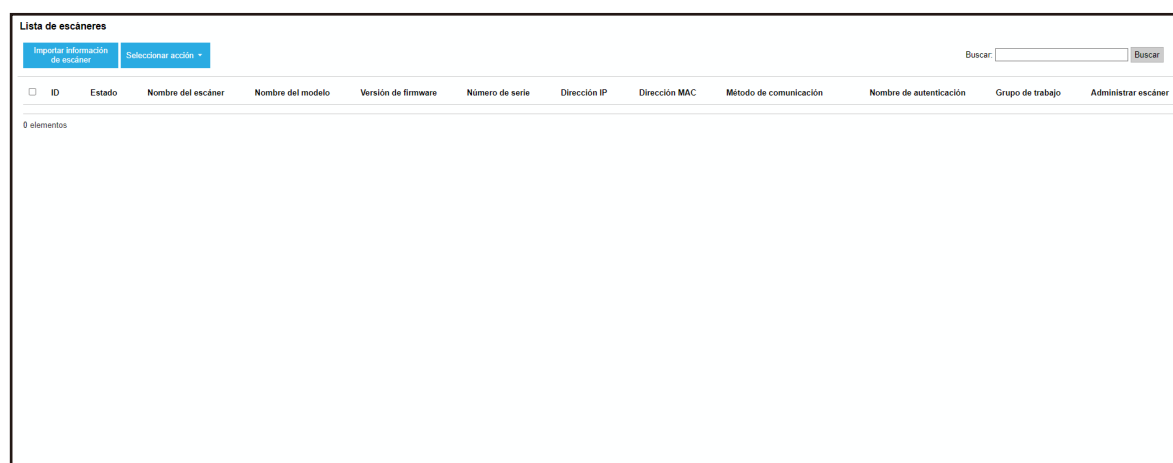 Lista de escáneres
Importar información
de escáner
Seleccionar acción
Buscar:
Buscar
ID Estado Nombre del escáner Nombre del modelo Versión de firmware Número de serie Dirección IP Dirección MAC Método de comunicación Nombre de autenticación Grupo de trabajo Administrar escáner
0 elementos